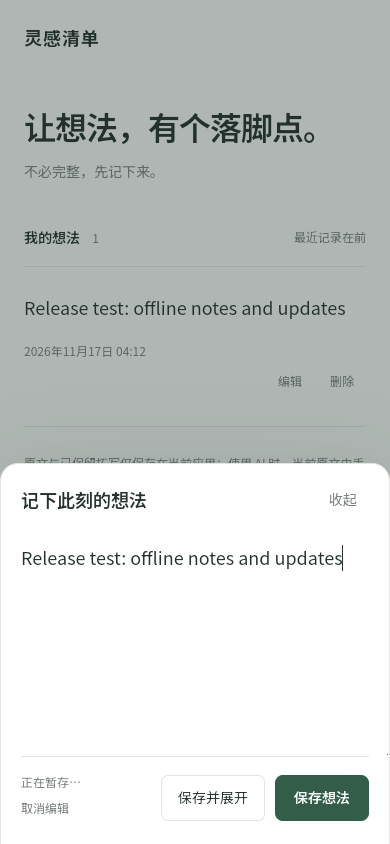 灵感清单
让想法，有个落脚点。
不必完整，先记下来。
我的想法 1 最近记录在前
Release test: offline notes and updates
2026年11月17日 04:12
编辑 删除
记下此刻的想法 收起
Release test: offline notes and updates
正在暂存…
取消编辑
保存并展开 保存想法